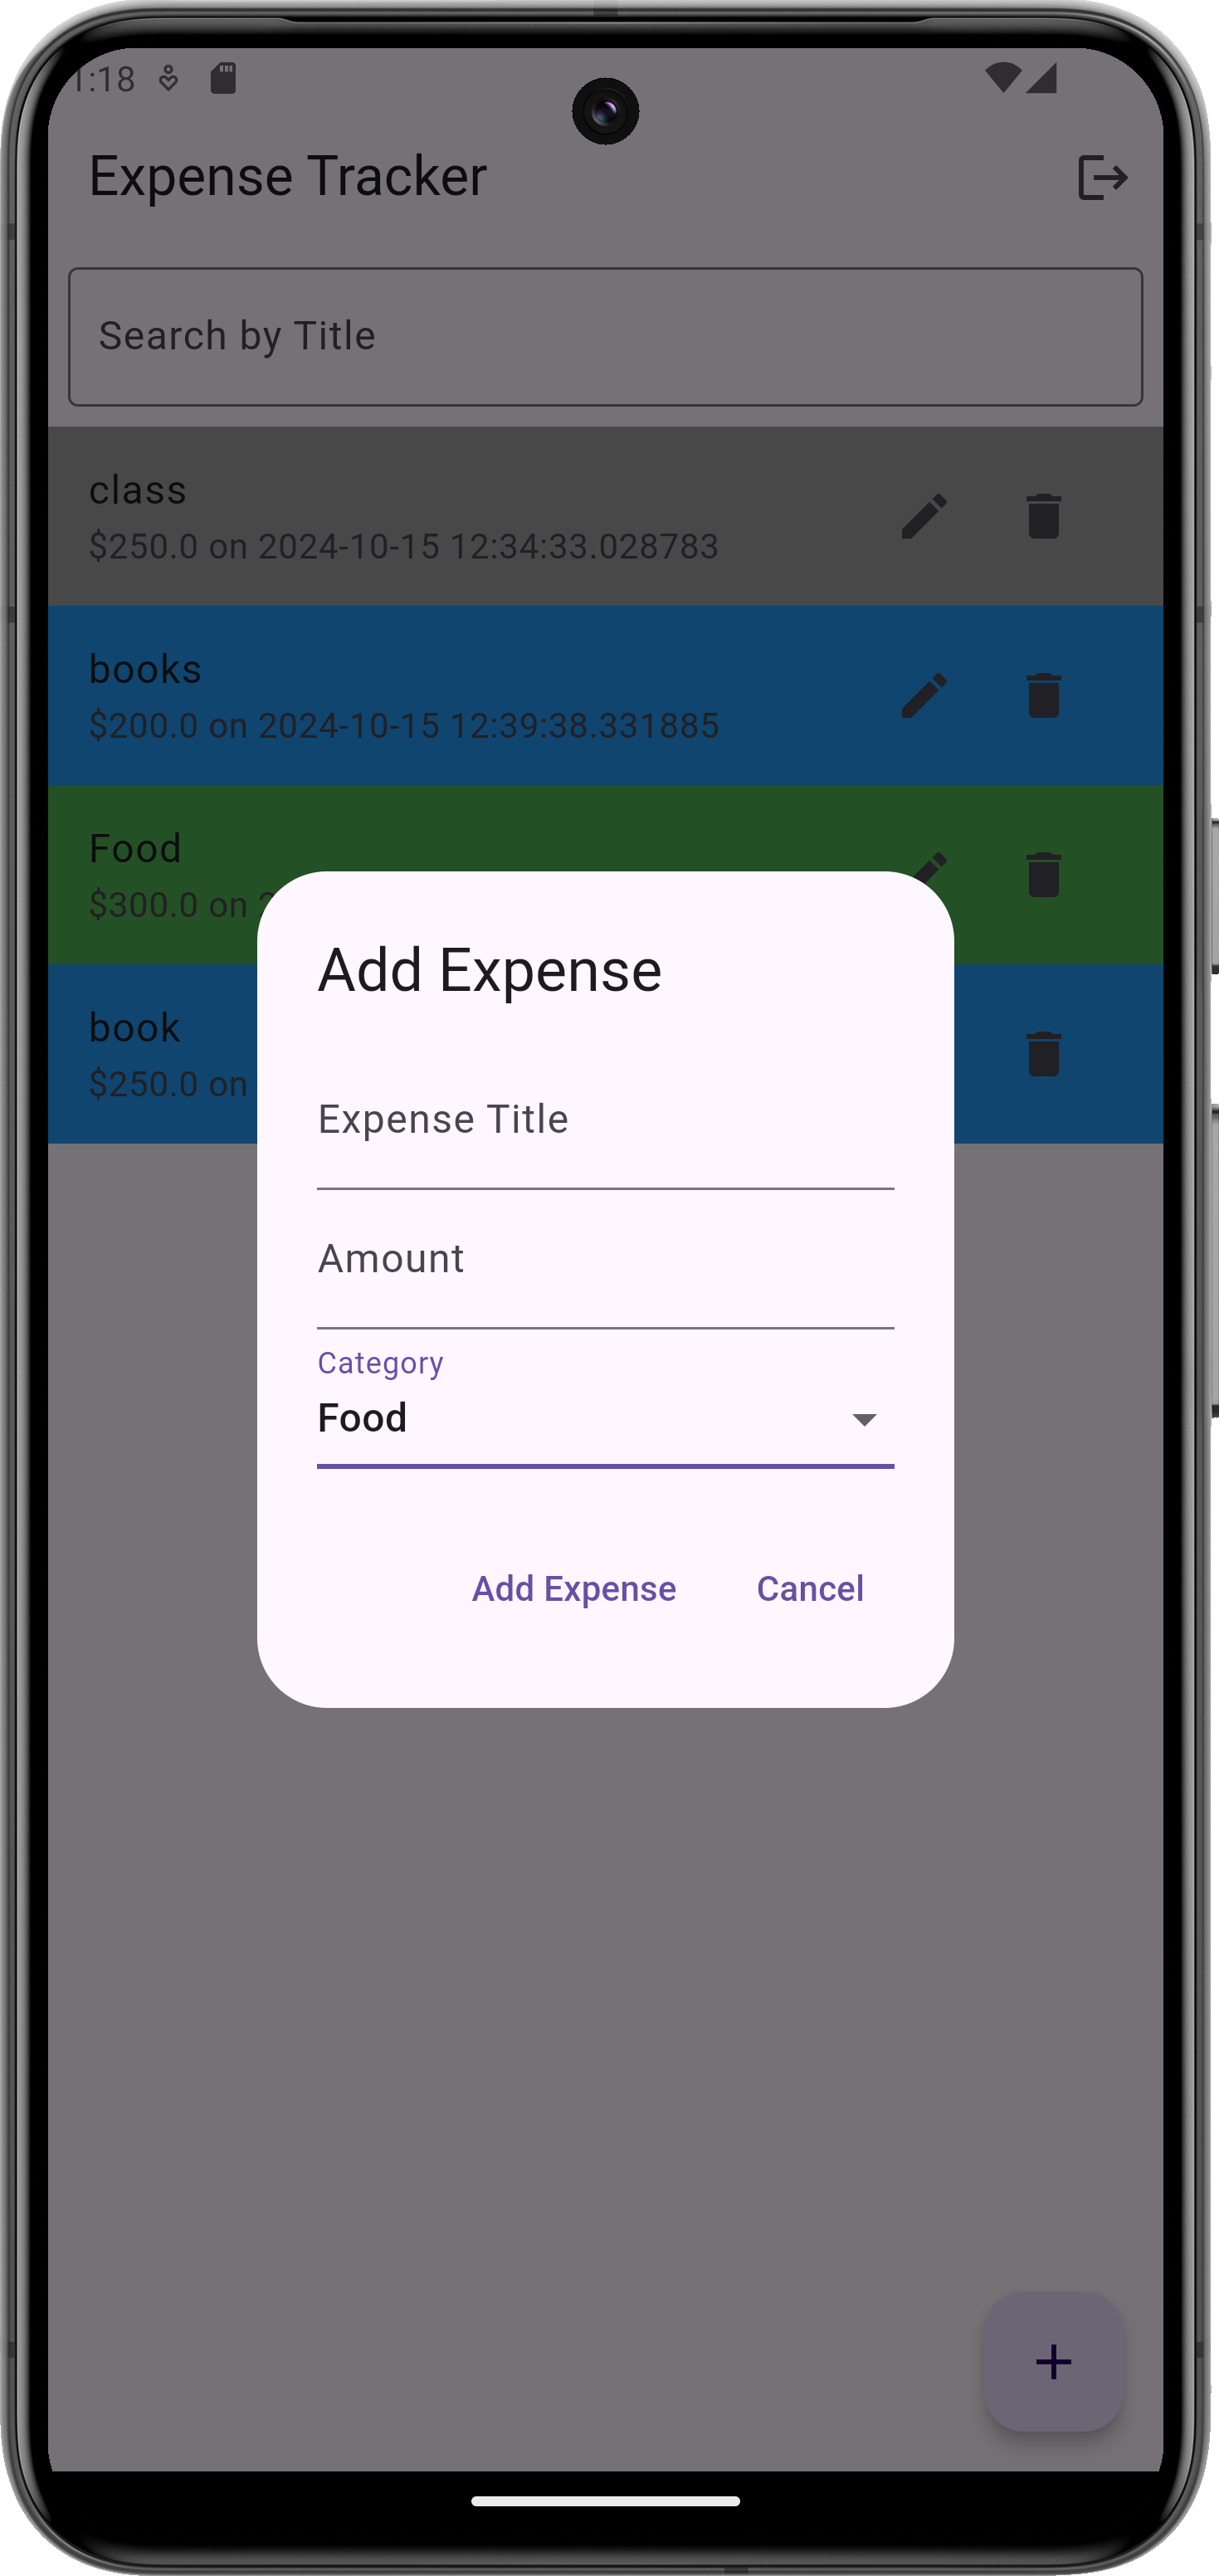 1:18
Expense Tracker
Search by Title
class
$250.0 on 2024-10-15 12:34:33.028783
books
$200.0 on 2024-10-15 12:39:38.331885
Food
$300.0 on
book
$250.0 on
Add Expense
Expense Title
Amount
Category
Food
Add Expense
Cancel